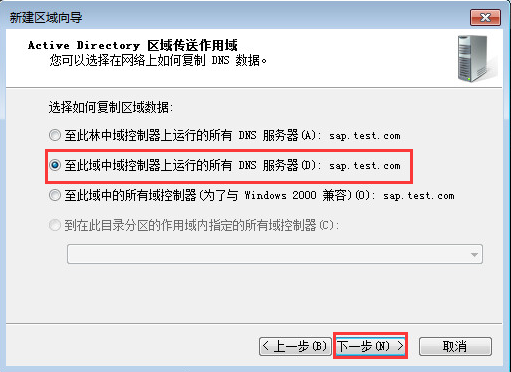 新建区域向导
Active Directory 区域传送作用域
您可以选择在网络上如何复制 DNS 数据。
选择如何复制区域数据:
至此林中域控制器上运行的所有 DNS 服务器(A): sap.test.com
至此域中域控制器上运行的所有 DNS 服务器(D): sap.test.com
至此域中的所有域控制器(为了与 Windows 2000 兼容)(O): sap.test.com
到在此目录分区的作用域内指定的所有域控制器(C):
< 上一步(B) 下一步(N) > 取消